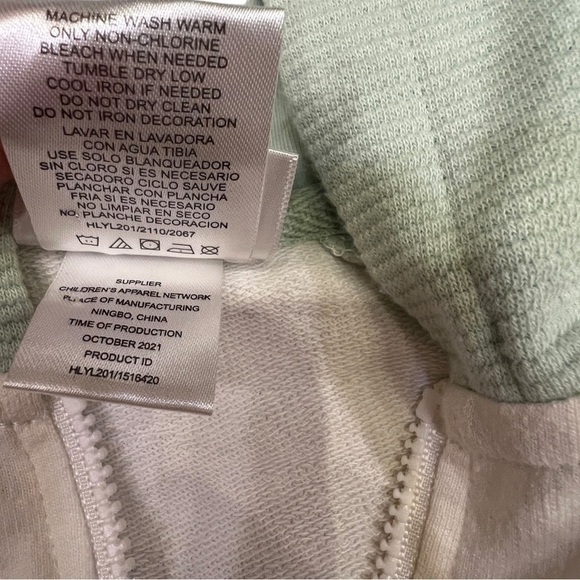 MACHINE WASH WARM
ONLY NON-CHLORINE
BLEACH WHEN NEEDED
TUMBLE DRY LOW
COOL IRON IF NEEDED
DO NOT DRY CLEAN
DO NOT IRON DECORATION
LAVAR EN LAVADORA
CON AGUA TIBIA
USE SOLO BLANQUEADOR
SIN CLORO SI ES NECESARIO
SECADORO CICLO SAUVE
PLANCHAR CON PLANCHA
FRIA SI ES NECESARIO
NO LIMPIAR EN SECO
NO PLANCHE DECORACION
HLYL201/2110/2067
SUPPLIER
CHILDREN'S APPAREL NETWORK
PLACE OF MANUFACTURING
NINGBO, CHINA
TIME OF PRODUCTION
OCTOBER 2021
PRODUCT ID
HLYL201/1516420